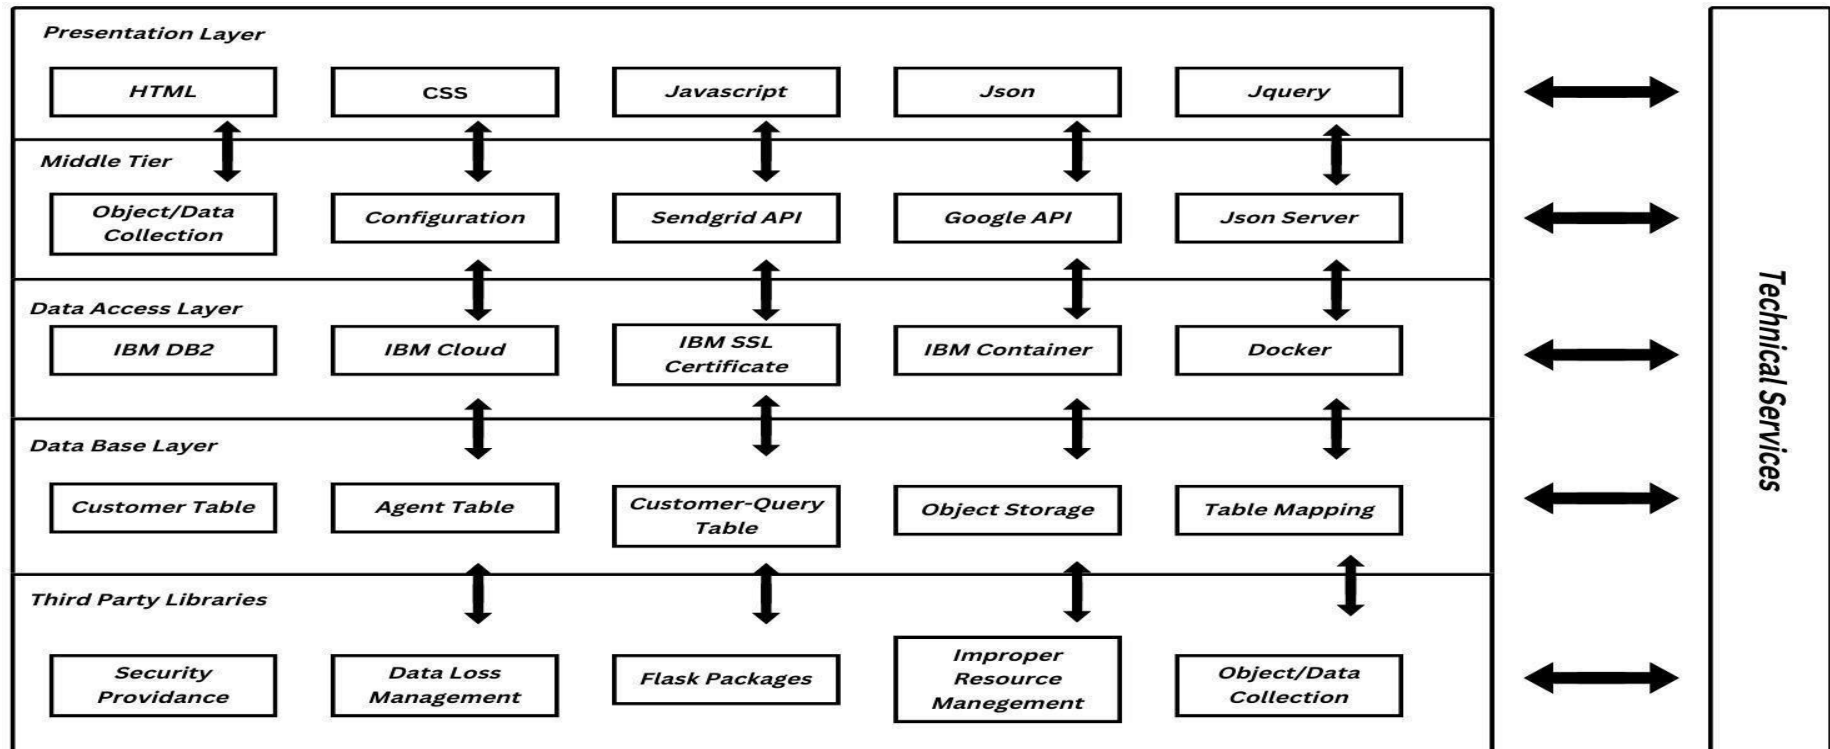 Presentation Layer
HTML
CSS
Javascript
Json
Jquery
Middle Tier
Object/Data
Collection
Configuration
Sendgrid API
Google API
Json Server
Data Access Layer
IBM DB2
IBM Cloud
IBM SSL
Certificate
IBM Container
Docker
Data Base Layer
Customer Table
Agent Table
Customer-Query
Table
Object Storage
Table Mapping
Third Party Libraries
Security
Providance
Data Loss
Management
Flask Packages
Improper
Resource
Manegement
Object/Data
Collection
Technical Services